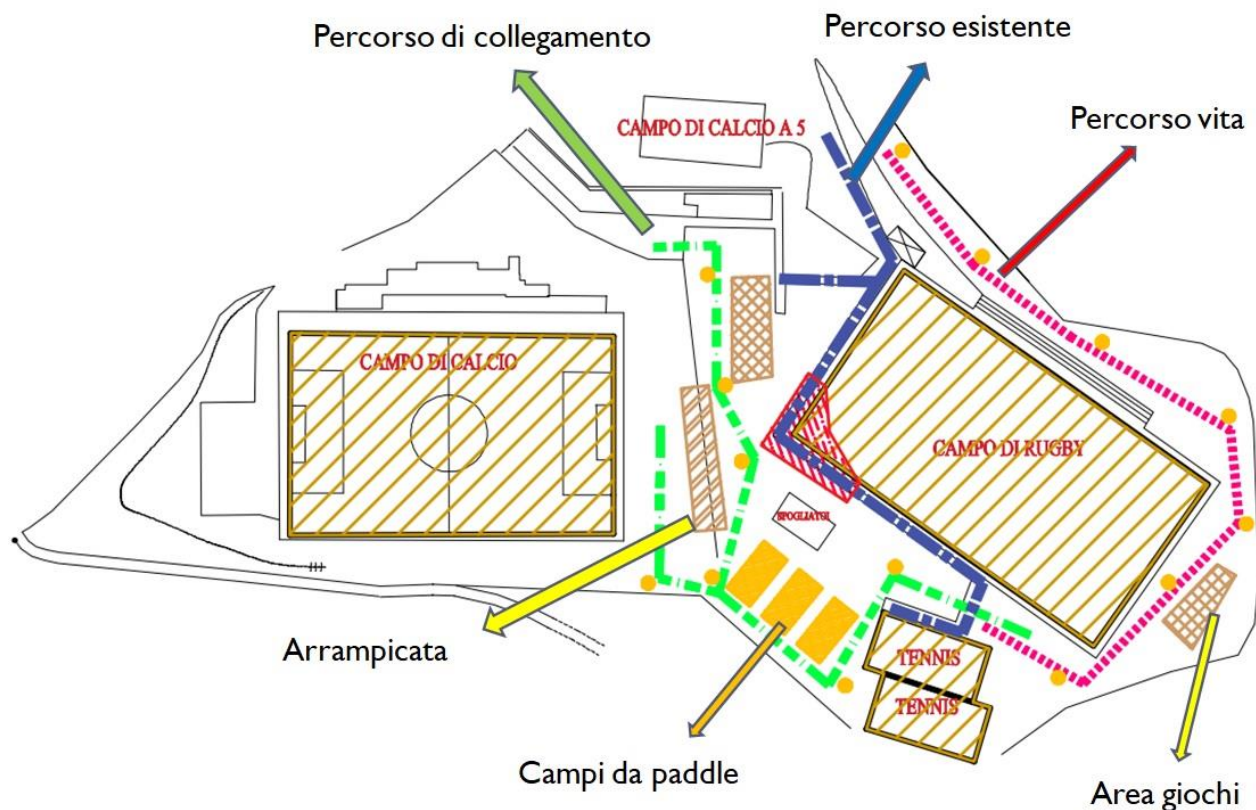 Percorso di collegamento
Percorso esistente
Percorso vita
CAMPO DI CALCIO A 5
CAMPO DI CALCIO
CAMPO DI RUGBY
SPOGLIATOI
Arrampicata
TENNIS
TENNIS
Campi da paddle
Area giochi